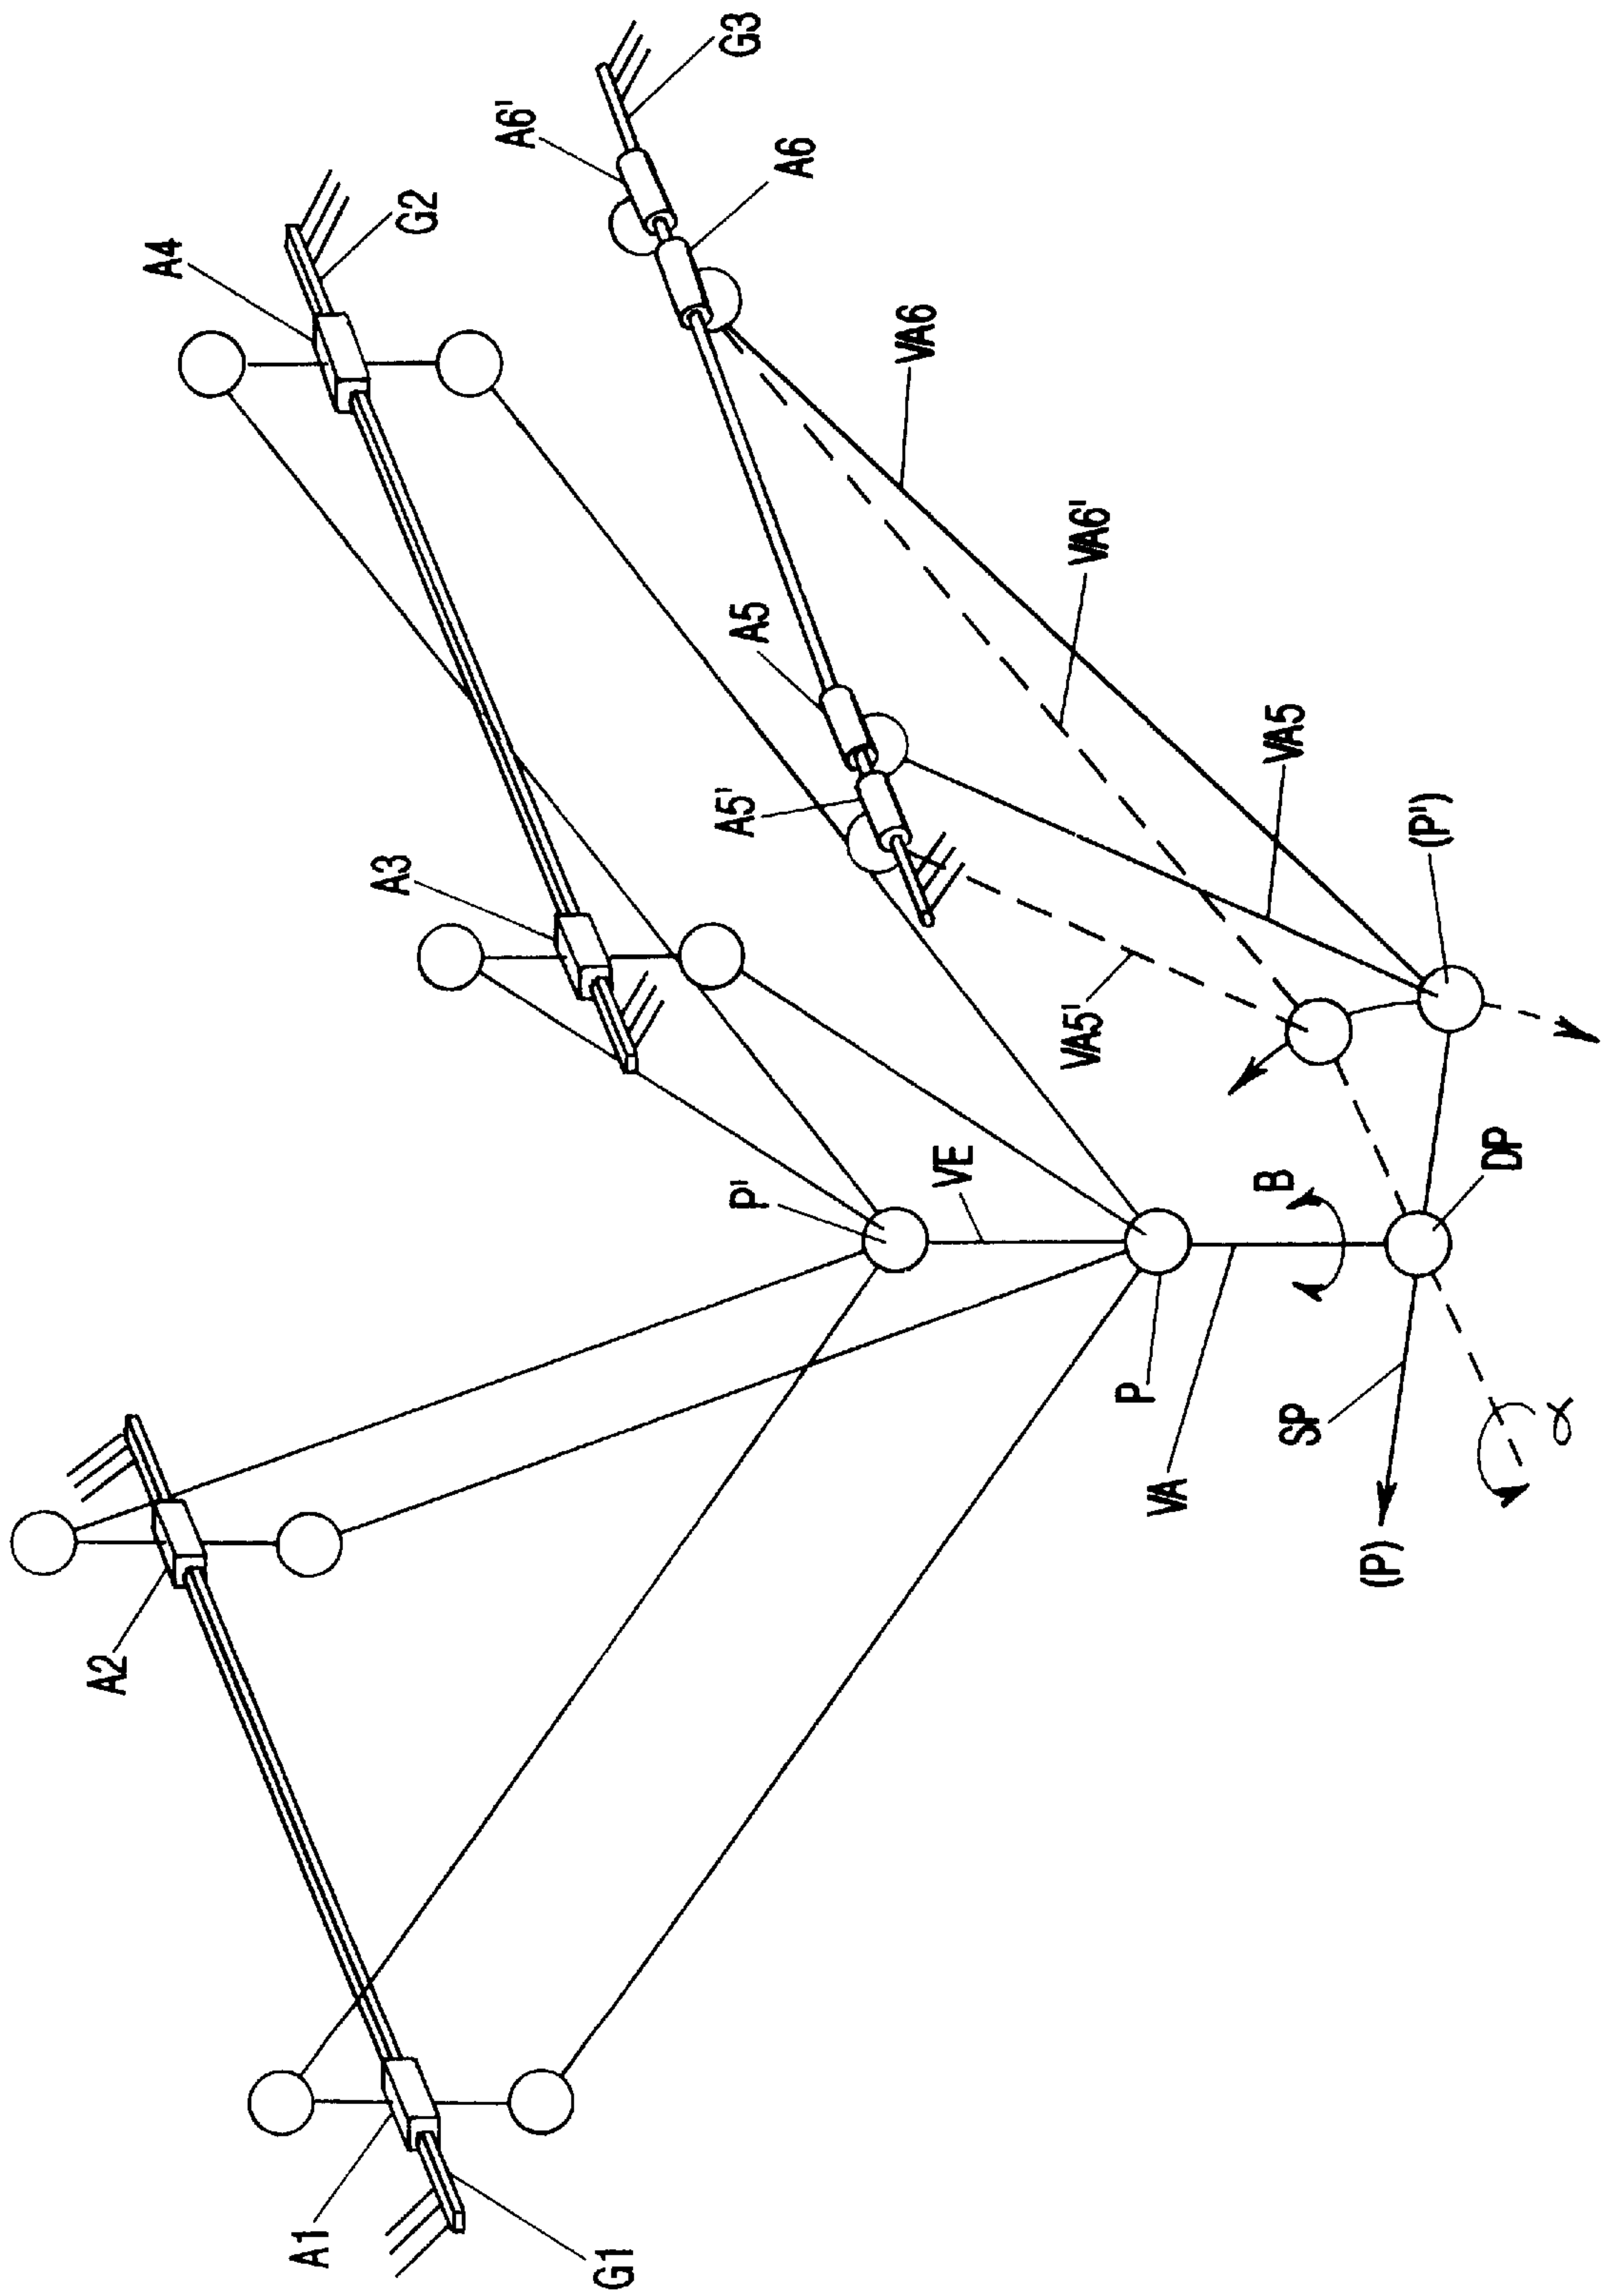 G3
A6'
A6
G2
A4
VA6
VA6'
A5
VA5
A5'
(P')
A3
VA5'
DP
VE
P'
B
P
SP
α
VA
(P)
A2
A1
G1